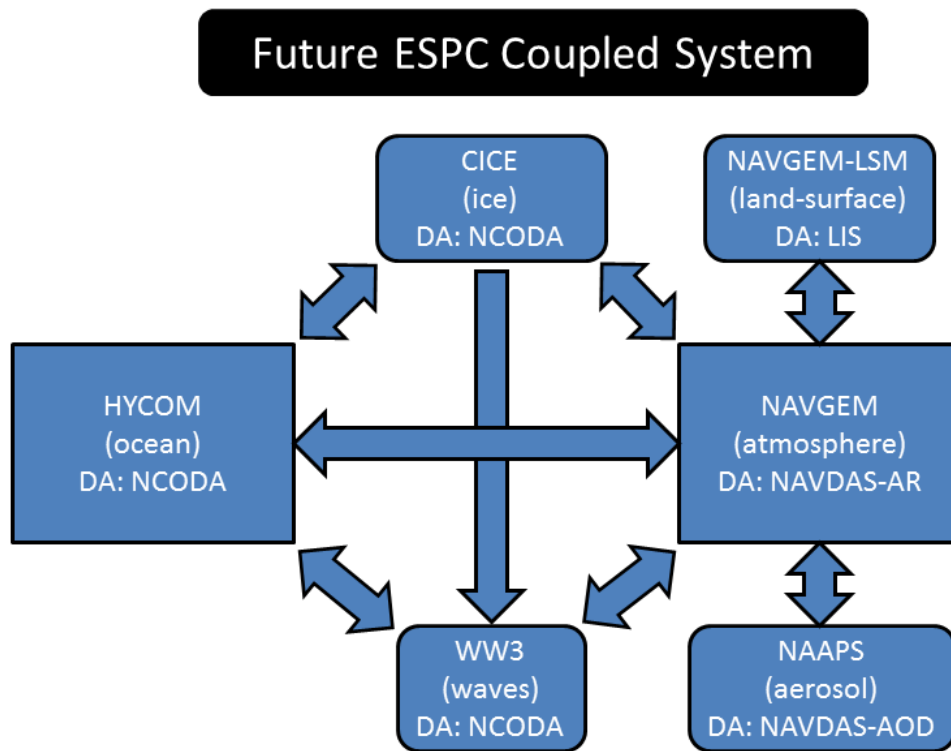 Future ESPC Coupled System
CICE
(ice)
DA: NCODA
NAVGEM-LSM
(land-surface)
DA: LIS
HYCOM
(ocean)
DA: NCODA
NAVGEM
(atmosphere)
DA: NAVDAS-AR
WW3
(waves)
DA: NCODA
NAAPS
(aerosol)
DA: NAVDAS-AOD